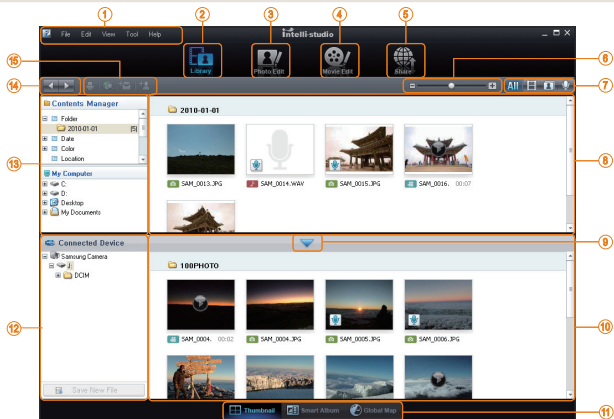 1
2
3
4
5
File Edit View Tool Help
Intelli-studio
Library
Photo Edit
Movie Edit
Share
15
6
14
All
7
Contents Manager
Folder
2010-01-01 [5]
Date
Color
Location
My Computer
C:
D:
Desktop
My Documents
13
2010-01-01
SAM_0013.JPG
SAM_0014.WAV
SAM_0015.JPG
SAM_0016. 00:07
8
9
Connected Device
Samsung Camera
DCIM
Save New File
12
100PHOTO
SAM_0004. 00:02
SAM_0004.JPG
SAM_0005.JPG
SAM_0006.JPG
10
Thumbnail
Smart Album
Global Map
11